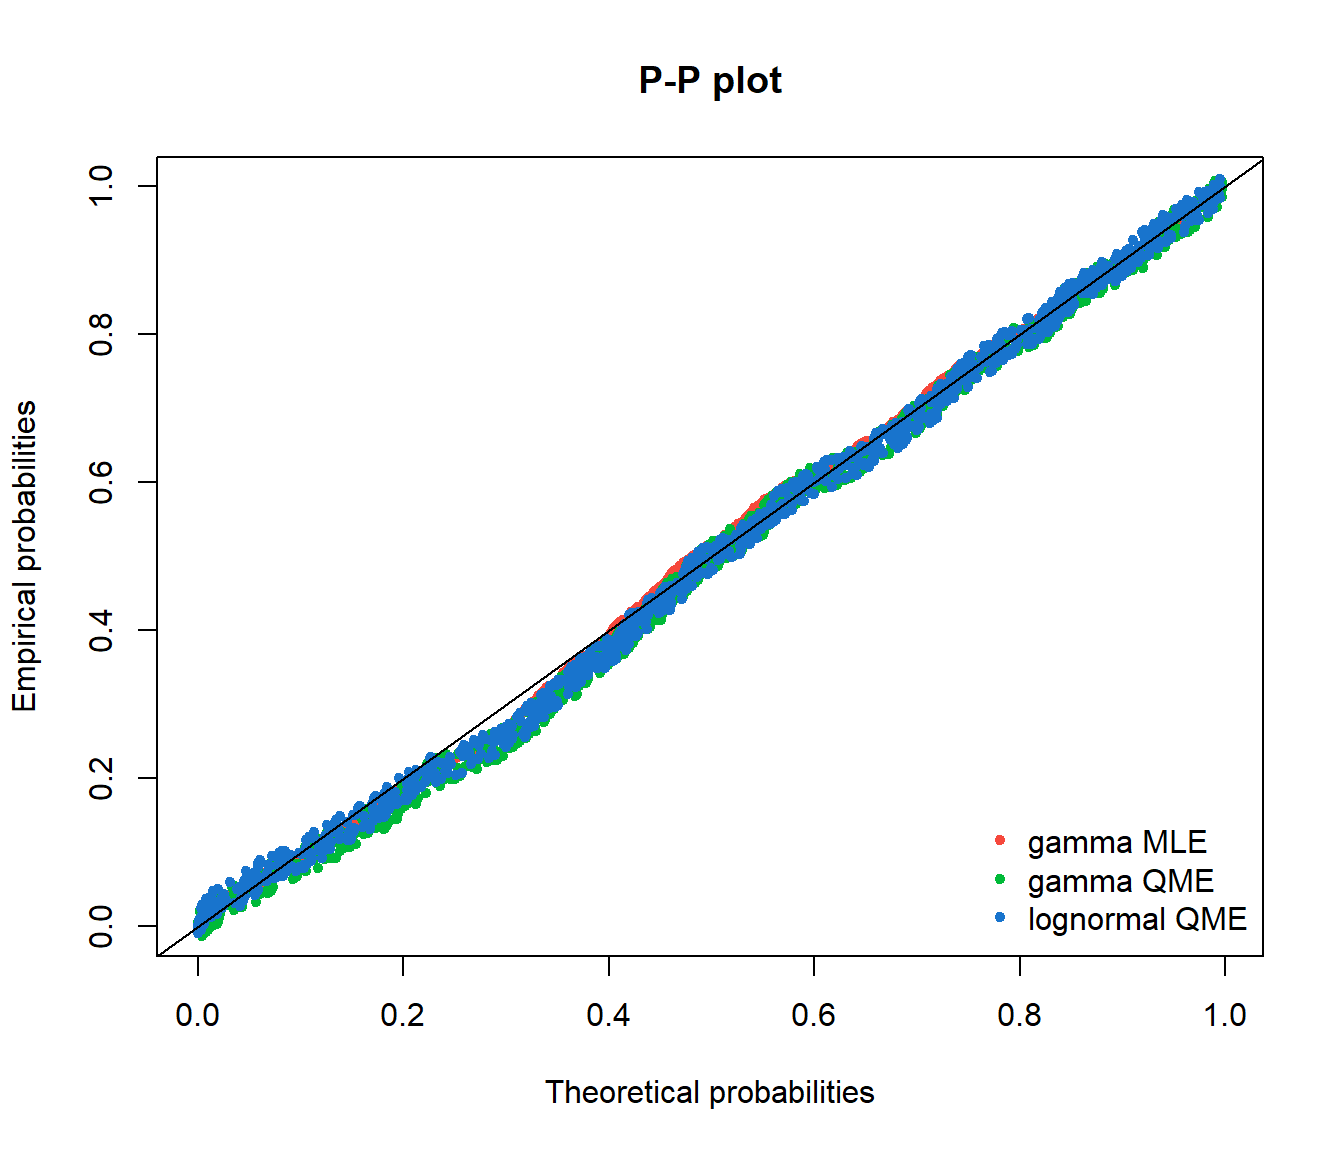 P-P plot
Empirical probabilities
1.0
0.8
0.6
0.4
0.2
0.0
gamma MLE
gamma QME
lognormal QME
0.0 0.2 0.4 0.6 0.8 1.0
Theoretical probabilities